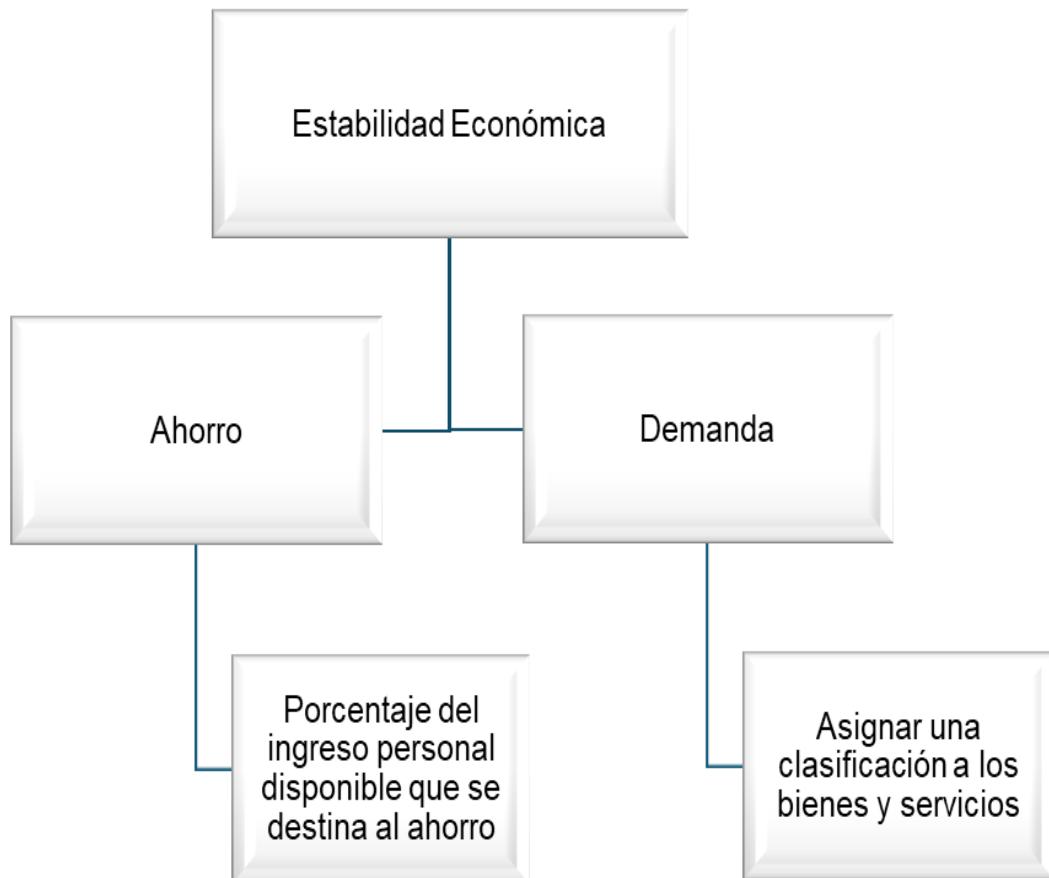 Estabilidad Económica
Ahorro
Demanda
Porcentaje del
ingreso personal
disponible que se
destina al ahorro
Asignar una
clasificación a los
bienes y servicios